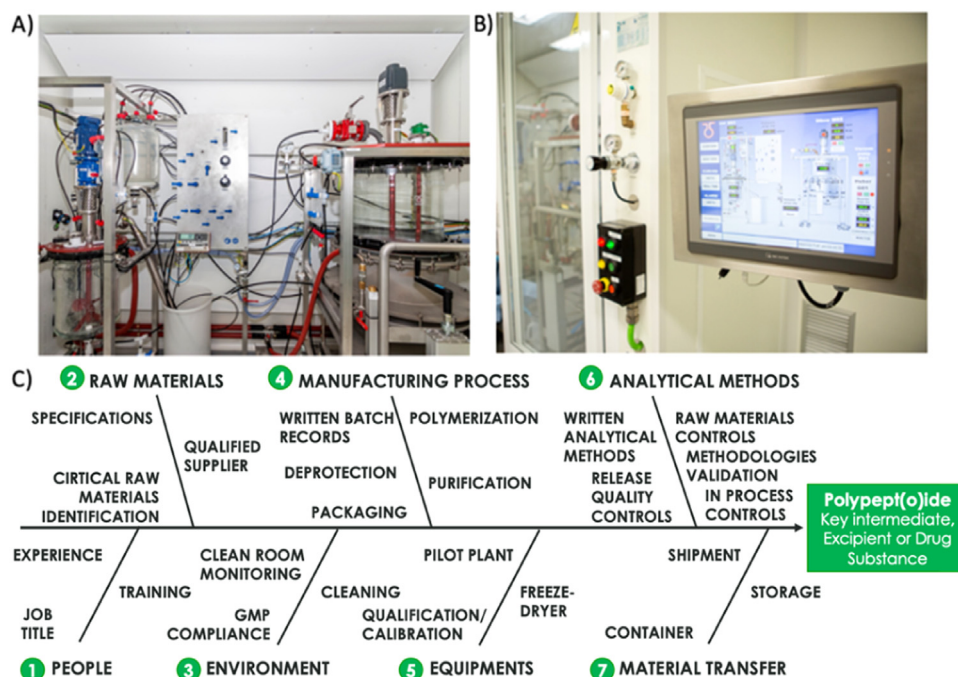 A)
B)
C)
2 RAW MATERIALS
4 MANUFACTURING PROCESS
6 ANALYTICAL METHODS
SPECIFICATIONS
QUALIFIED
SUPPLIER
CIRTICAL RAW
MATERIALS
IDENTIFICATION
WRITTEN BATCH
RECORDS
DEPROTECTION
PACKAGING
POLYMERIZATION
PURIFICATION
WRITTEN
ANALYTICAL
METHODS
RELEASE
QUALITY
CONTROLS
RAW MATERIALS
CONTROLS
METHODOLOGIES
VALIDATION
IN PROCESS
CONTROLS
Polypept(o)ide
Key intermediate,
Excipient or Drug
Substance
EXPERIENCE
TRAINING
JOB
TITLE
CLEAN ROOM
MONITORING
CLEANING
GMP
COMPLIANCE
PILOT PLANT
FREEZE-
DRYER
QUALIFICATION/
CALIBRATION
SHIPMENT
STORAGE
CONTAINER
1 PEOPLE
3 ENVIRONMENT
5 EQUIPMENTS
7 MATERIAL TRANSFER